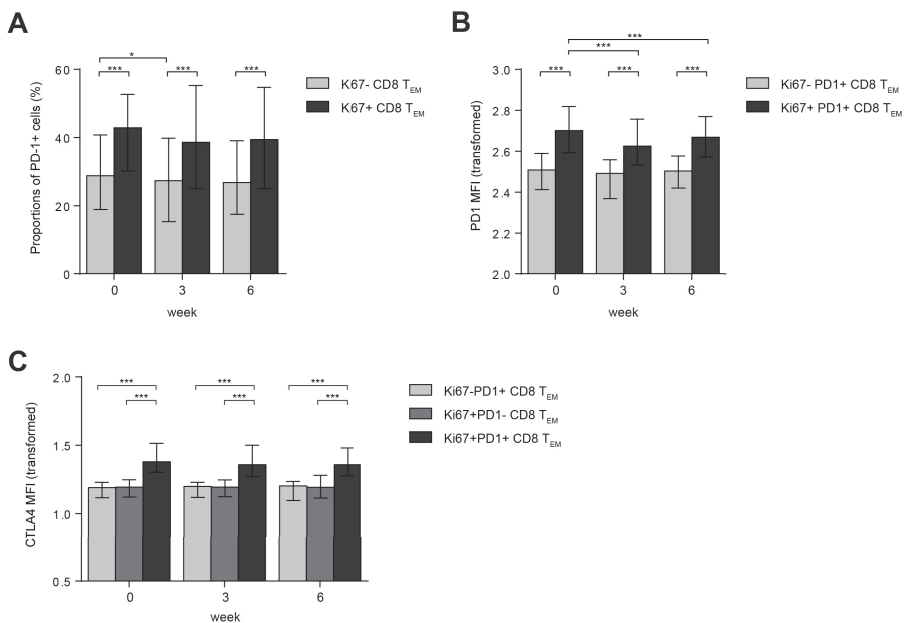 A
*
*** *** ***
60
40
20
0
Proportions of PD-1+ cells (%)
0 3 6
week
Ki67- CD8 TEM
Ki67+ CD8 TEM
B
***
***
*** *** ***
3.0
2.8
2.6
2.4
2.2
2.0
PD1 MFI (transformed)
0 3 6
week
Ki67- PD1+ CD8 TEM
Ki67+ PD1+ CD8 TEM
C
*** *** ***
*** *** ***
2.0
1.5
1.0
0.5
CTLA4 MFI (transformed)
0 3 6
week
Ki67-PD1+ CD8 TEM
Ki67+PD1- CD8 TEM
Ki67+PD1+ CD8 TEM